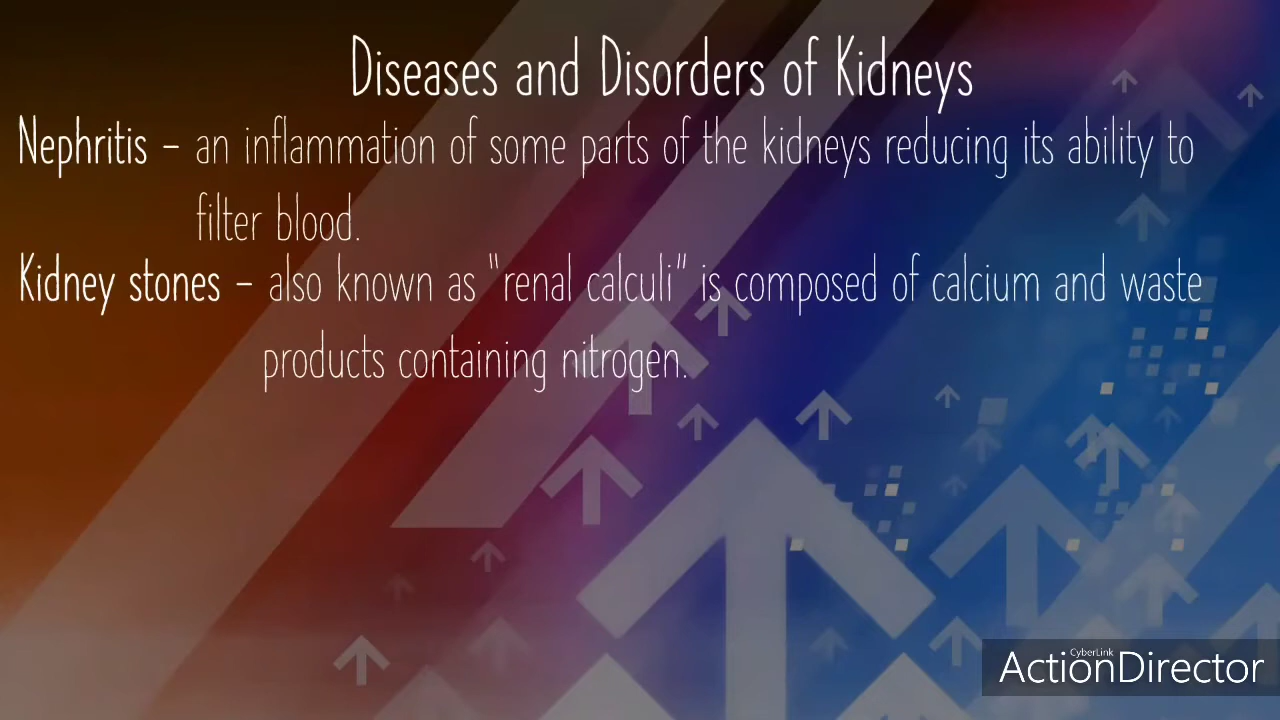 Diseases and Disorders of Kidneys
Nephritis – an inflammation of some parts of the kidneys reducing its ability to
filter blood.
Kidney stones – also known as "renal calculi" is composed of calcium and waste
products containing nitrogen.
CyberLink
ActionDirector